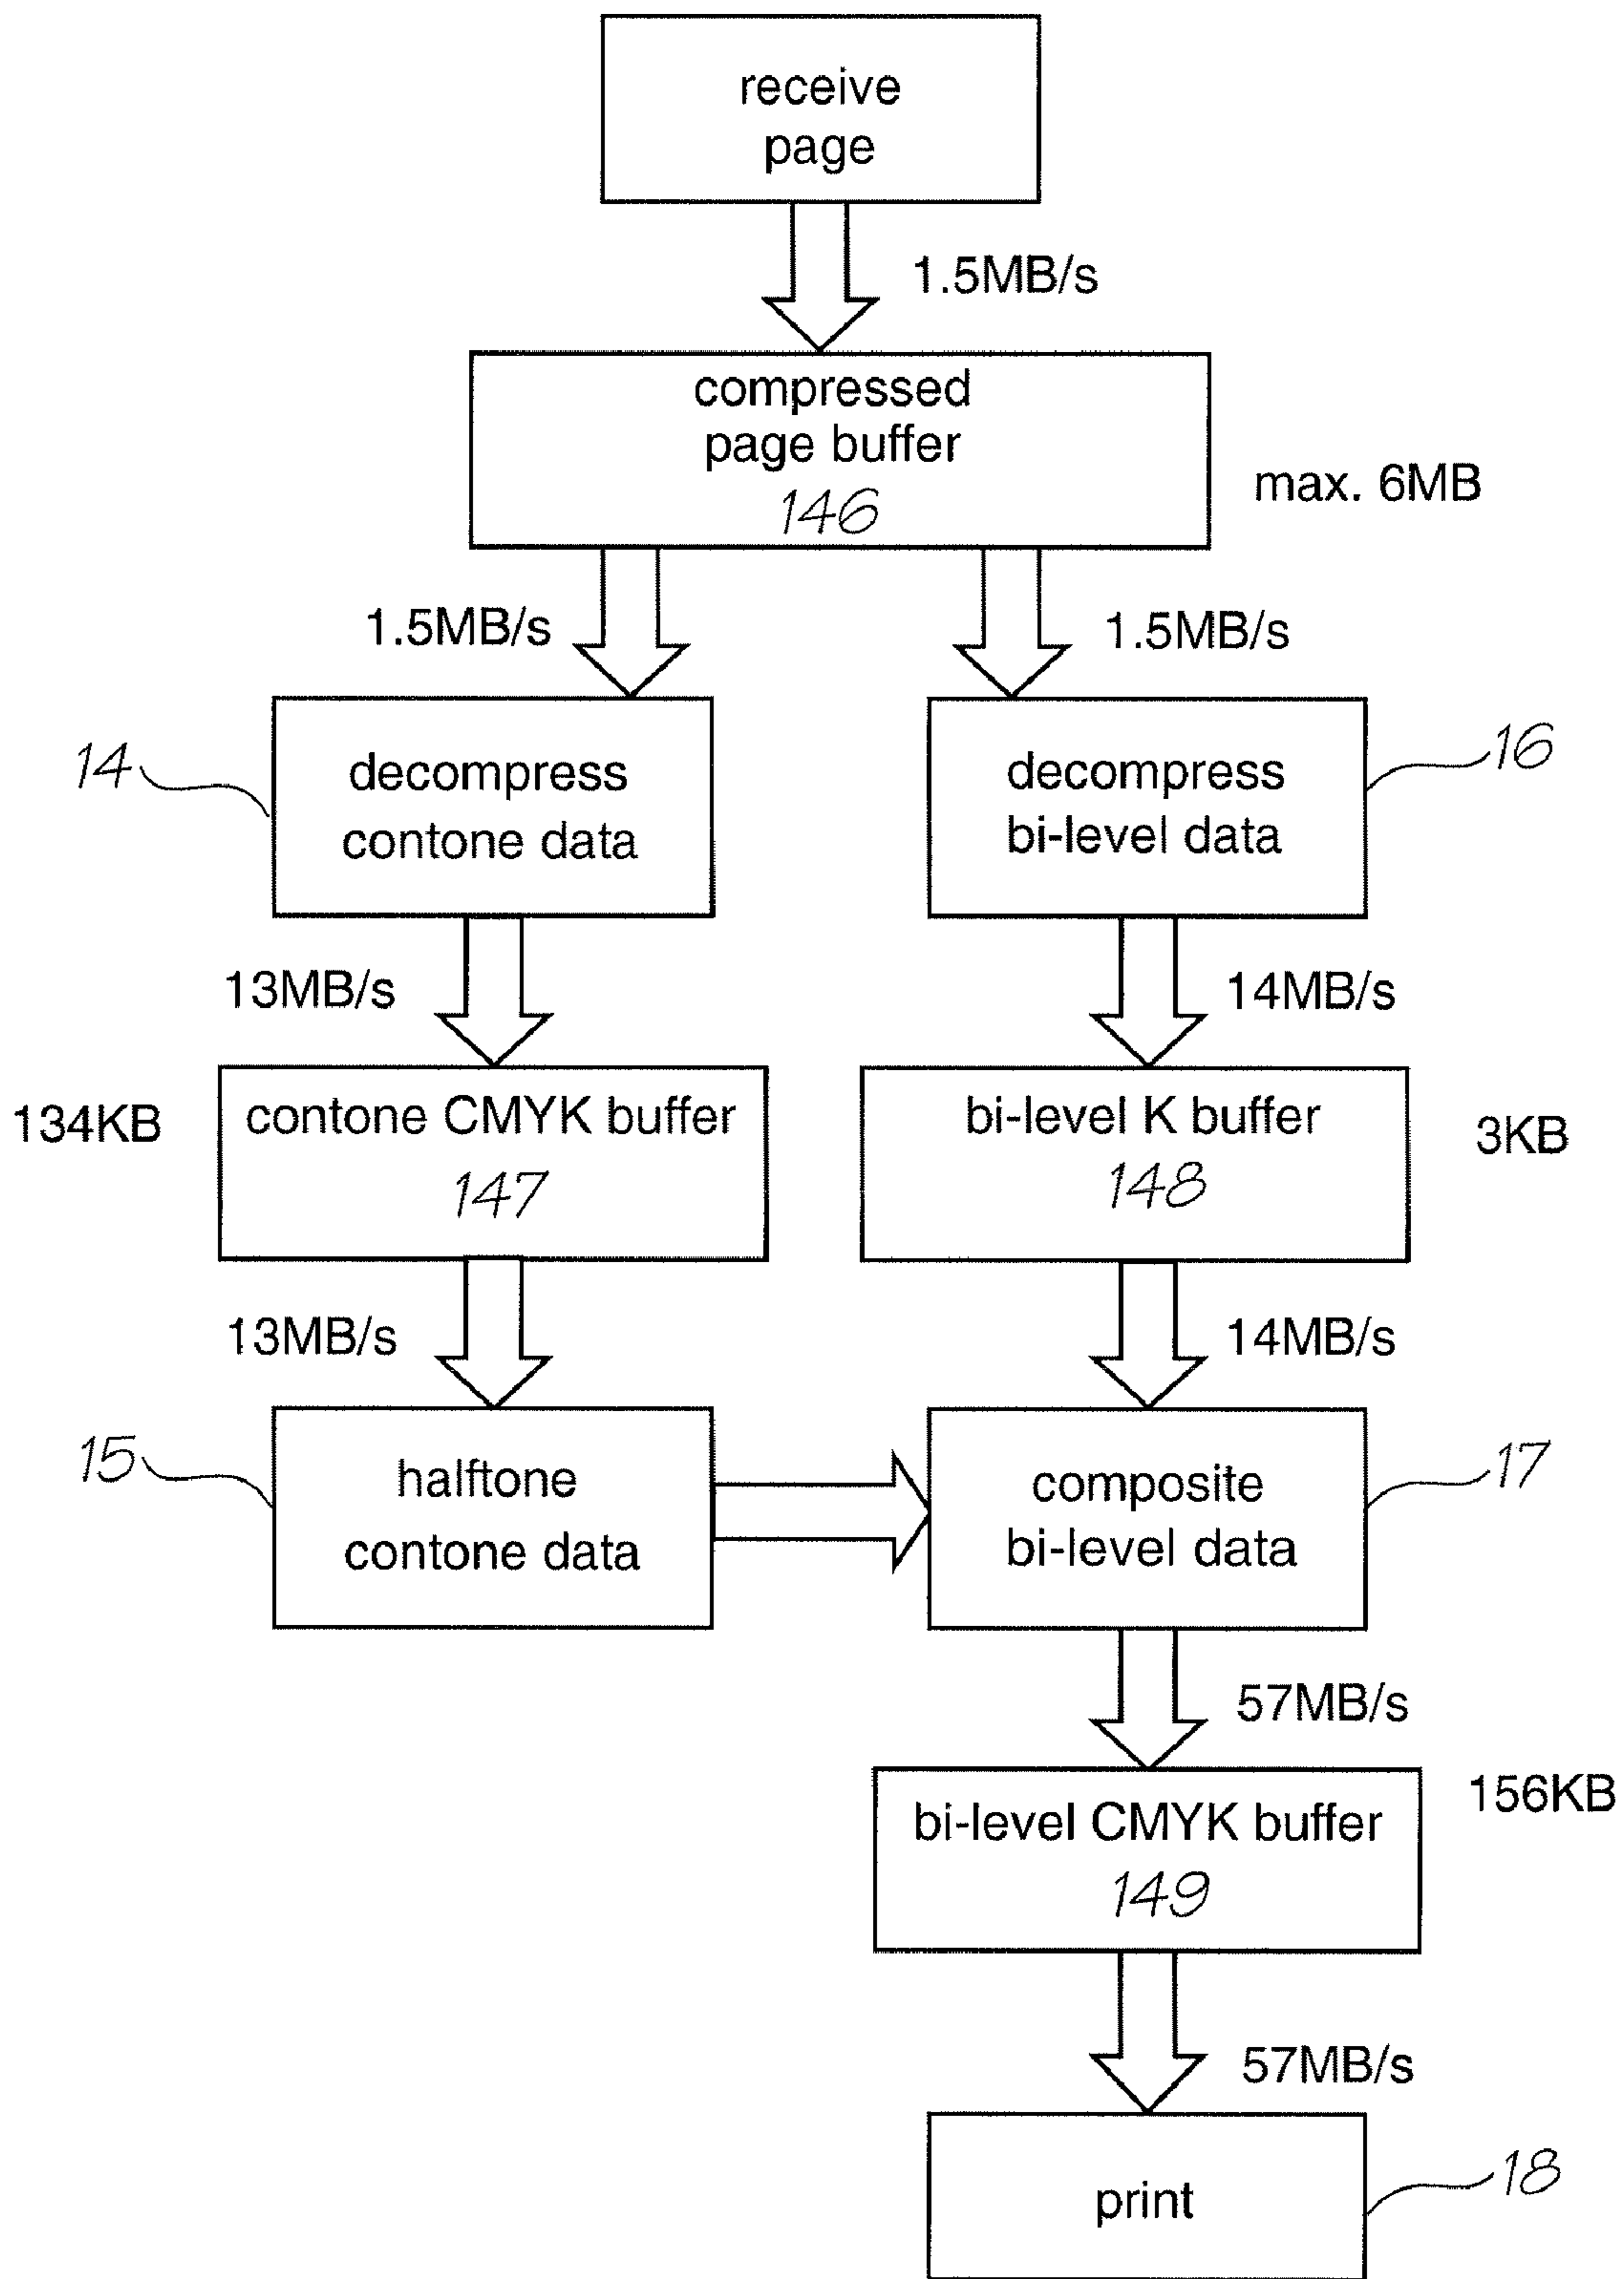 receive
page
1.5MB/s
compressed
page buffer
146
max. 6MB
1.5MB/s
1.5MB/s
14
decompress
contone data
decompress
bi-level data
16
13MB/s
14MB/s
134KB
contone CMYK buffer
147
bi-level K buffer
148
3KB
13MB/s
14MB/s
15
halftone
contone data
composite
bi-level data
17
57MB/s
bi-level CMYK buffer
149
156KB
57MB/s
print
18